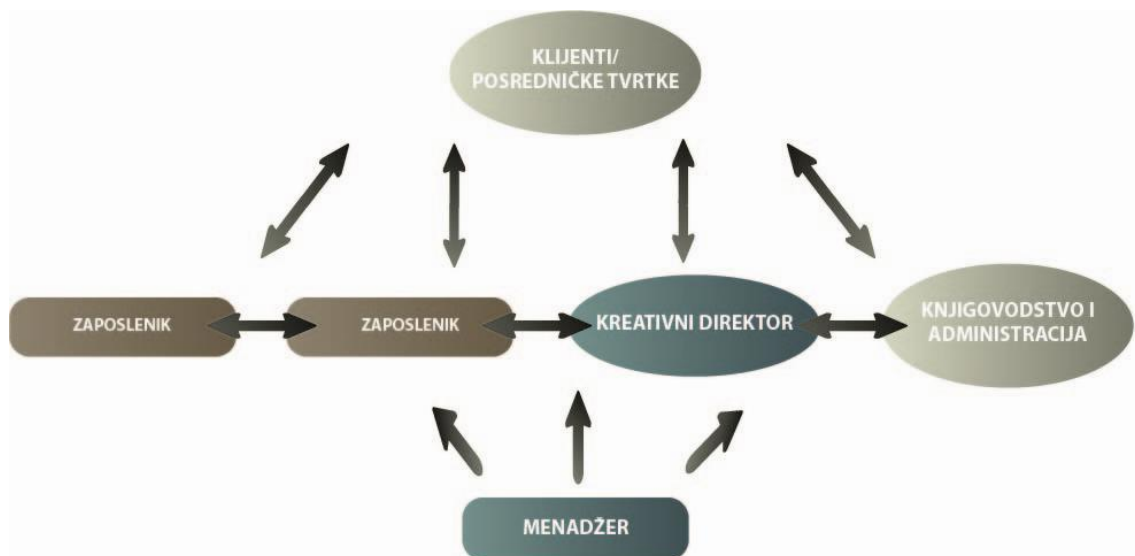 KLIJENTI/
POSREDNIČKE TVRTKE
ZAPOSLENIK
ZAPOSLENIK
KREATIVNI DIREKTOR
KNJIGOVODSTVO I
ADMINISTRACIJA
MENADŽER